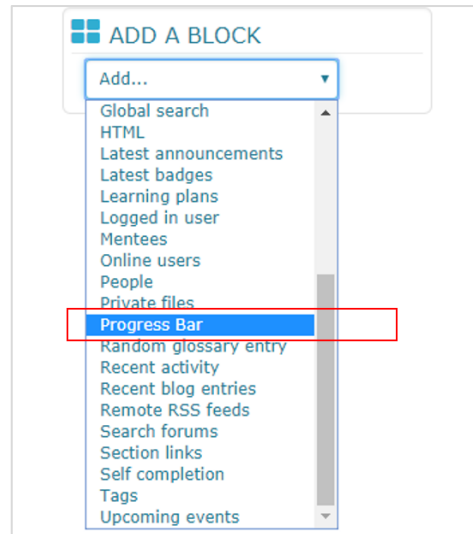 ADD A BLOCK
Add...
Global search
HTML
Latest announcements
Latest badges
Learning plans
Logged in user
Mentees
Online users
People
Private files
Progress Bar
Random glossary entry
Recent activity
Recent blog entries
Remote RSS feeds
Search forums
Section links
Self completion
Tags
Upcoming events